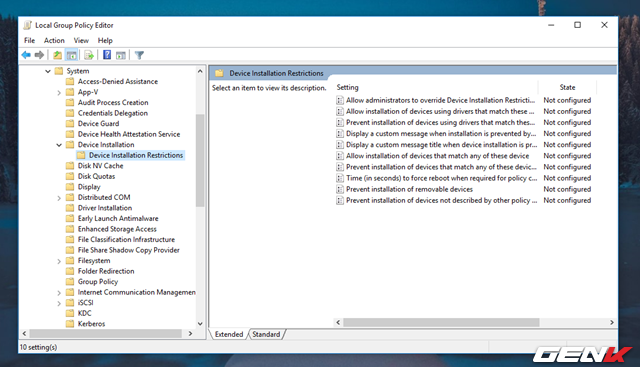 Local Group Policy Editor
File Action View Help
System
Access-Denied Assistance
App-V
Audit Process Creation
Credentials Delegation
Device Guard
Device Health Attestation Service
Device Installation
Device Installation Restrictions
Disk NV Cache
Disk Quotas
Display
Distributed COM
Driver Installation
Early Launch Antimalware
Enhanced Storage Access
File Classification Infrastructure
File Share Shadow Copy Provider
Filesystem
Folder Redirection
Group Policy
Internet Communication Managemen
iSCSI
KDC
Kerberos
Device Installation Restrictions
Select an item to view its description.
Setting State
Allow administrators to override Device Installation Restricti... Not configured
Allow installation of devices using drivers that match these ... Not configured
Prevent installation of devices using drivers that match thes... Not configured
Display a custom message when installation is prevented by... Not configured
Display a custom message title when device installation is pr... Not configured
Allow installation of devices that match any of these device ... Not configured
Prevent installation of devices that match any of these devic... Not configured
Time (in seconds) to force reboot when required for policy c... Not configured
Prevent installation of removable devices Not configured
Prevent installation of devices not described by other policy ... Not configured
Extended Standard
10 setting(s)
GENK